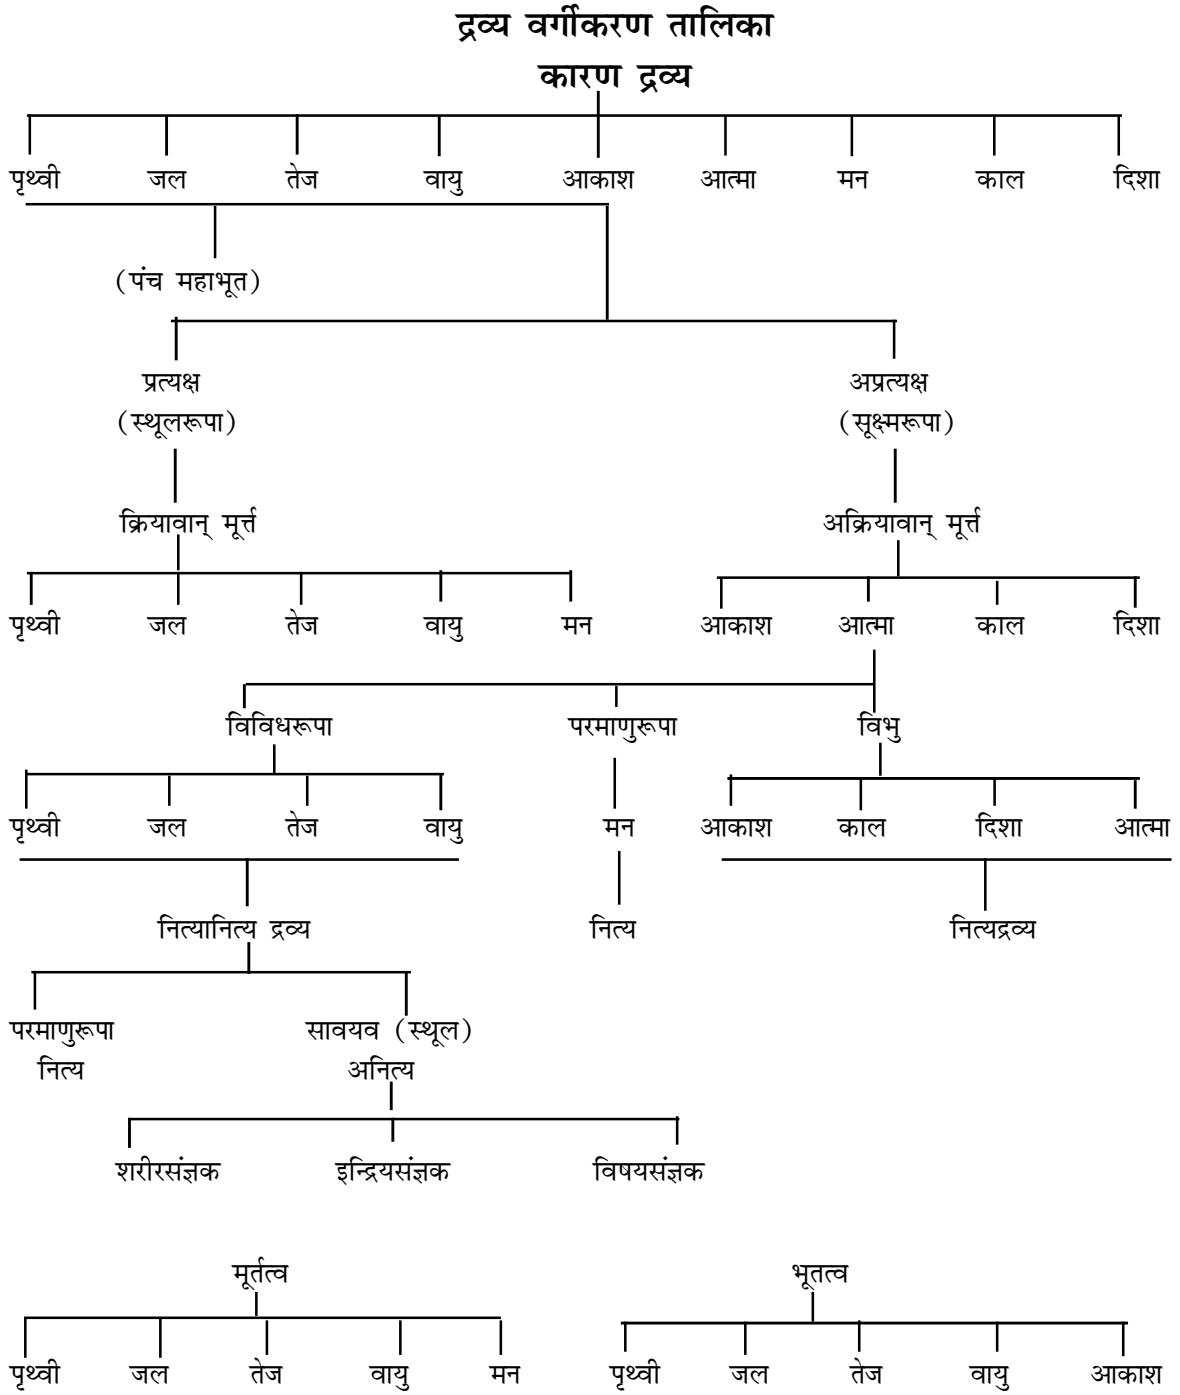 द्रव्य वर्गीकरण तालिका
कारण द्रव्य
पृथ्वी जल तेज वायु आकाश आत्मा मन काल दिशा
(पंच महाभूत)
प्रत्यक्ष अप्रत्यक्ष
(स्थूलरूपा) (सूक्ष्मरूपा)
क्रियावान् मूर्त्त अक्रियावान् मूर्त्त
पृथ्वी जल तेज वायु मन आकाश आत्मा काल दिशा
विविधरूपा परमाणुरूपा विभु
पृथ्वी जल तेज वायु मन आकाश काल दिशा आत्मा
नित्यानित्य द्रव्य नित्य नित्यद्रव्य
परमाणुरूपा सावयव (स्थूल)
नित्य अनित्य
शरीरसंज्ञक इन्द्रियसंज्ञक विषयसंज्ञक
मूर्तत्व भूतत्व
पृथ्वी जल तेज वायु मन पृथ्वी जल तेज वायु आकाश